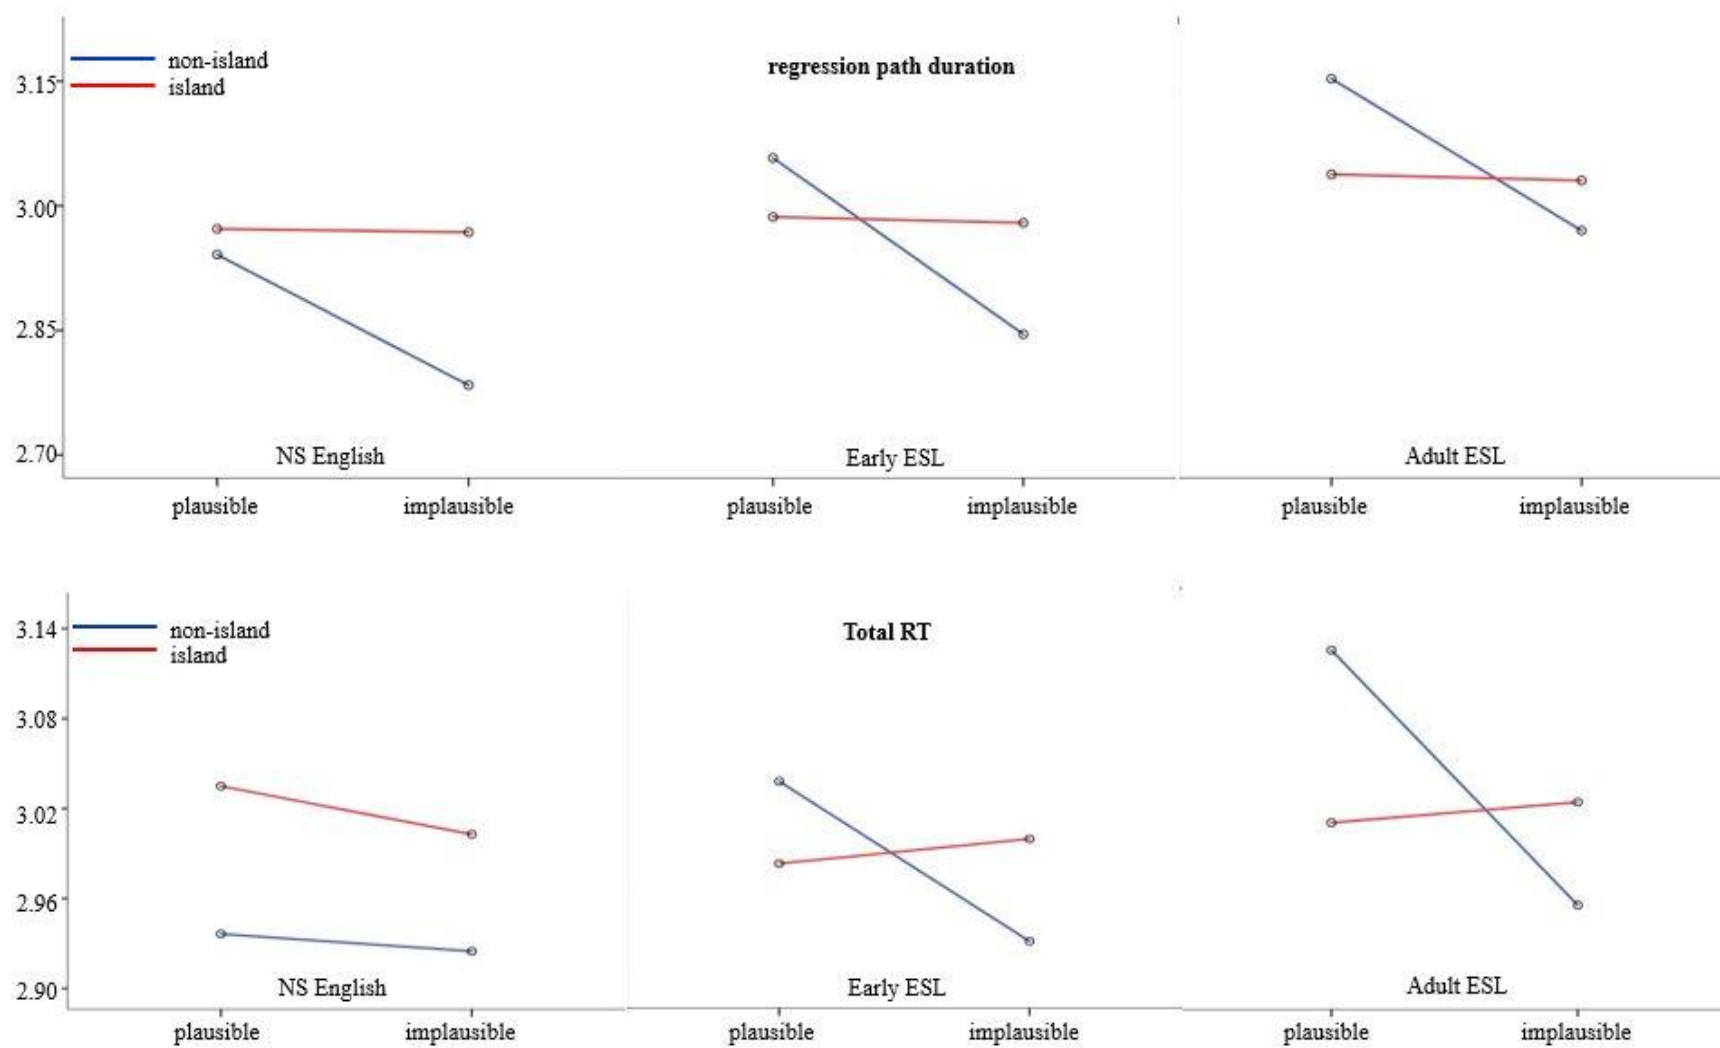 non-island
regression path duration
island
3.15
3.00
2.85
2.70
NS English
Early ESL
Adult ESL
plausible
implausible
plausible
implausible
plausible
implausible
non-island
Total RT
island
3.14
3.08
3.02
2.96
2.90
NS English
Early ESL
Adult ESL
plausible
implausible
plausible
implausible
plausible
implausible